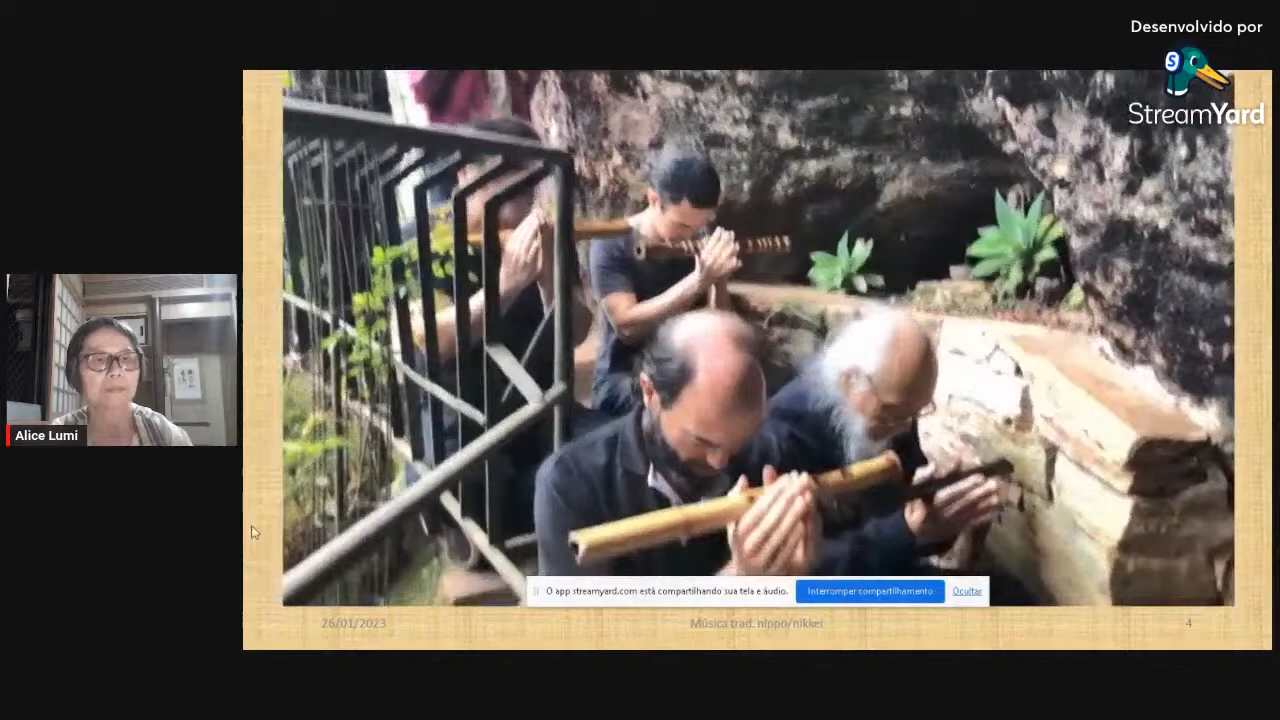 Desenvolvido por
StreamYard
Alice Lumi
O app streamyard.com está compartilhando sua tela e áudio.
Interromper compartilhamento
Ocultar
26/01/2023
Música trad. nippo/nikkei
4